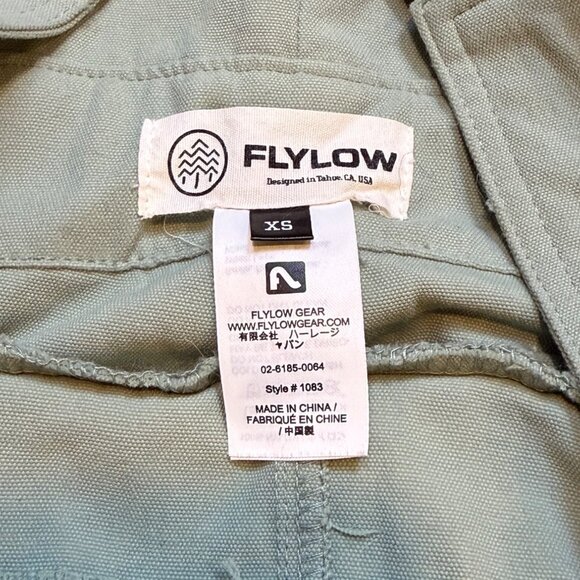 FLYLOW
Designed in Tahoe, CA, USA
XS
FLYLOW GEAR
WWW.FLYLOWGEAR.COM
有限会社 ハーレージ
ャパン
02-6185-0064
Style # 1083
MADE IN CHINA /
FABRIQUÉ EN CHINE
/ 中国製